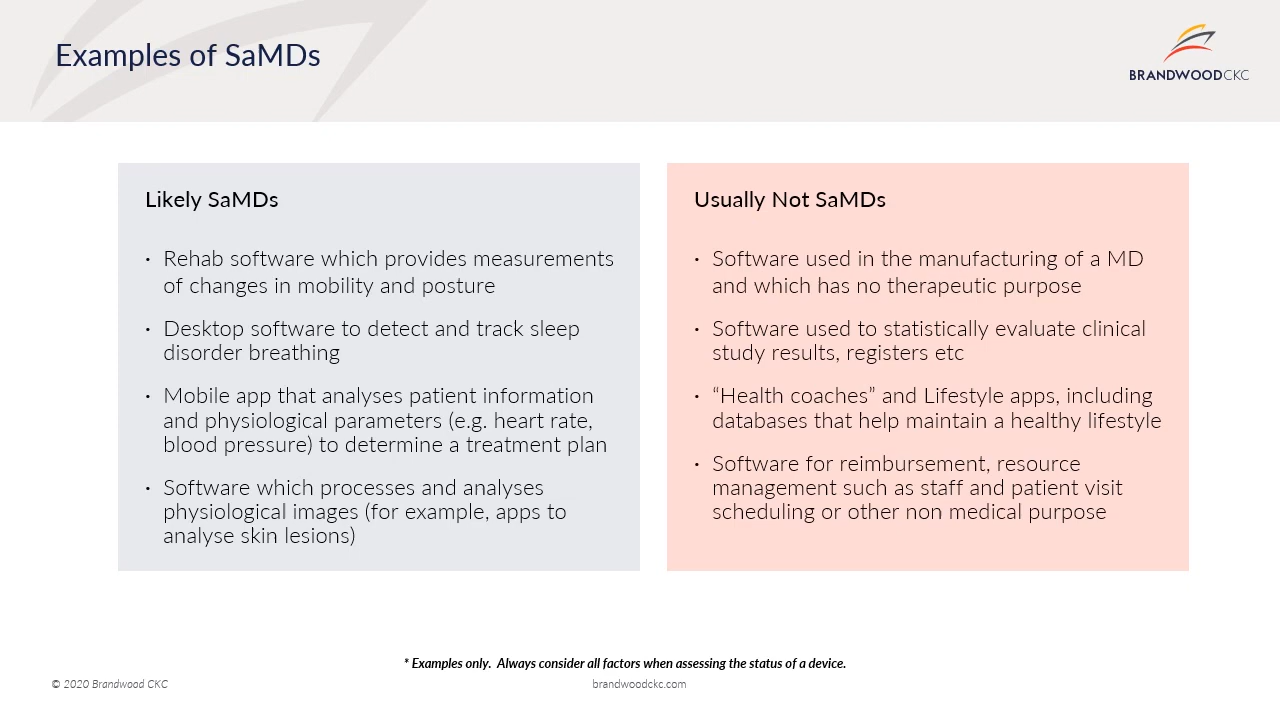 Examples of SaMDs
BRANDWOODCKC
Likely SaMDs
• Rehab software which provides measurements
of changes in mobility and posture
• Desktop software to detect and track sleep
disorder breathing
• Mobile app that analyses patient information
and physiological parameters (e.g. heart rate,
blood pressure) to determine a treatment plan
• Software which processes and analyses
physiological images (for example, apps to
analyse skin lesions)
Usually Not SaMDs
• Software used in the manufacturing of a MD
and which has no therapeutic purpose
• Software used to statistically evaluate clinical
study results, registers etc
• “Health coaches” and Lifestyle apps, including
databases that help maintain a healthy lifestyle
• Software for reimbursement, resource
management such as staff and patient visit
scheduling or other non medical purpose
* Examples only. Always consider all factors when assessing the status of a device.
© 2020 Brandwood CKC
brandwoodckc.com